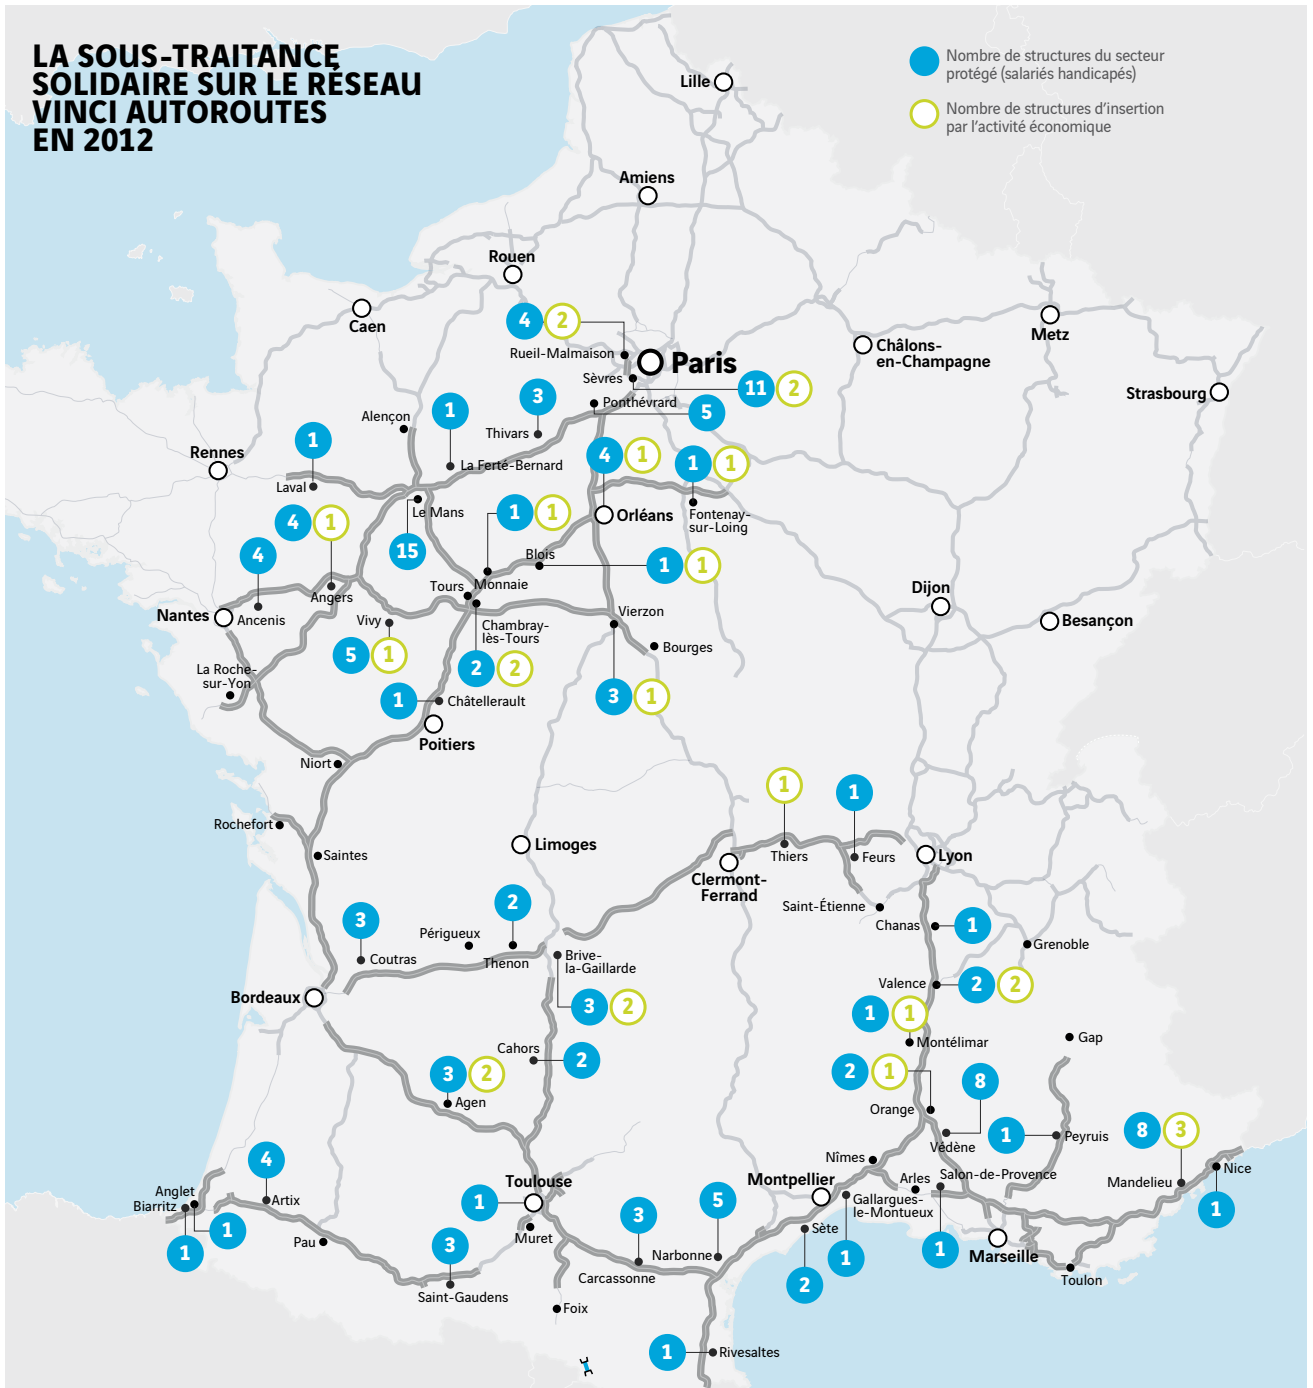 LA SOUS-TRAITANCE
SOLIDAIRE SUR LE RÉSEAU
VINCI AUTOROUTES
EN 2012
Nombre de structures du secteur
protégé (salariés handicapés)
Nombre de structures d'insertion
par l'activité économique
Lille
Amiens
Rouen
Caen
4 2
Rueil-Malmaison
Paris
Sèvres
11 2
Ponthévrard
5
Châlons-
en-Champagne
Metz
Strasbourg
3
Thivars
1
La Ferté-Bernard
Alençon
Rennes
1
Laval
Le Mans
15
4 1
Orléans
1 1
Fontenay-
sur-Loing
4 1
Angers
4
Ancenis
Nantes
1 1
Monnaie
Blois
1 1
Tours
Chambray-
lès-Tours
2 2
Vivy
5 1
Vierzon
3 1
Bourges
Dijon
Besançon
La Roche-
sur-Yon
1
Châtellerault
Poitiers
Niort
Rochefort
Saintes
Limoges
1
Thiers
1
Feurs
Lyon
Clermont-
Ferrand
Saint-Étienne
Chanas
1
Grenoble
3
Coutras
Périgueux
2
Thenon
Brive-
la-Gaillarde
3 2
Bordeaux
Valence
2 2
1 1
Montélimar
Gap
Cahors
2
3 2
Agen
2 1
Orange
8
Védène
1
Peyruis
8 3
Mandelieu
Nice
1
Nîmes
Arles
Salon-de-Provence
1
Montpellier
Gallargues-
le-Montueux
1
Sète
2
Marseille
Toulon
Anglet
Biarritz
1
1
4
Artix
Pau
Toulouse
1
Muret
3
Saint-Gaudens
3
Carcassonne
5
Narbonne
Foix
1
Rivesaltes